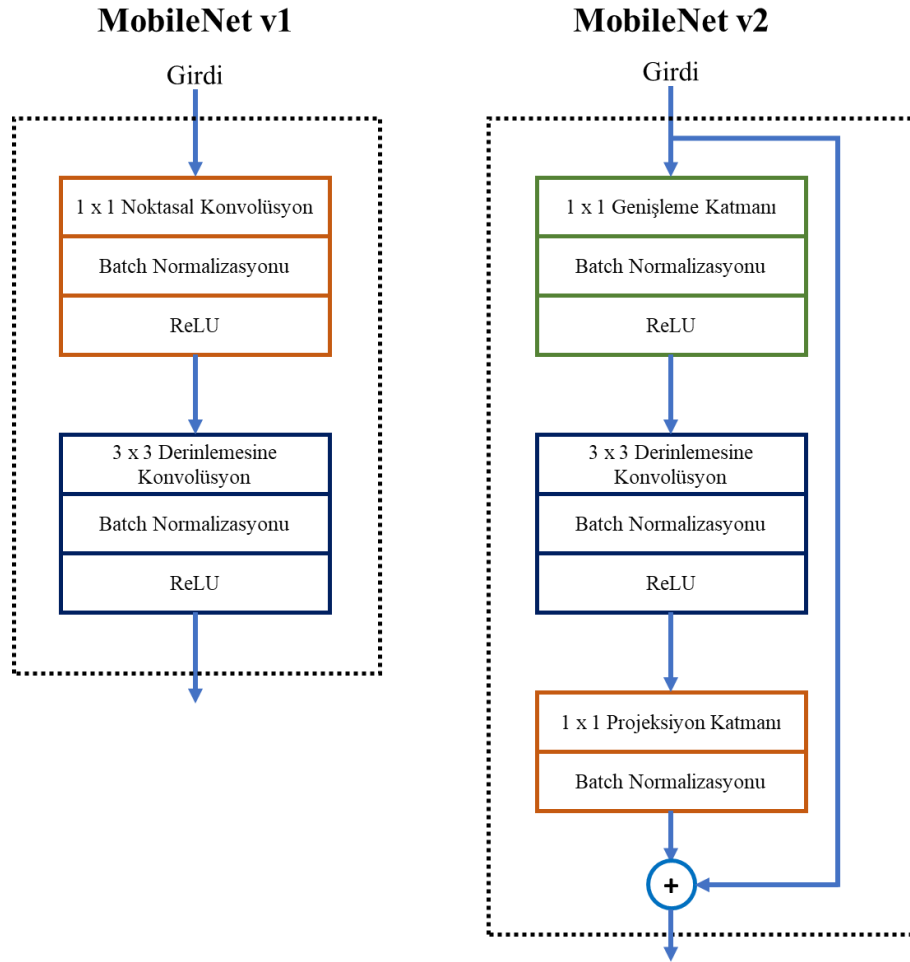 MobileNet v1
Girdi
1 x 1 Noktasal Konvolüsyon
Batch Normalizasyonu
ReLU
3 x 3 Derinlemesine
Konvolüsyon
Batch Normalizasyonu
ReLU
MobileNet v2
Girdi
1 x 1 Genişleme Katmanı
Batch Normalizasyonu
ReLU
3 x 3 Derinlemesine
Konvolüsyon
Batch Normalizasyonu
ReLU
1 x 1 Projeksiyon Katmanı
Batch Normalizasyonu
+